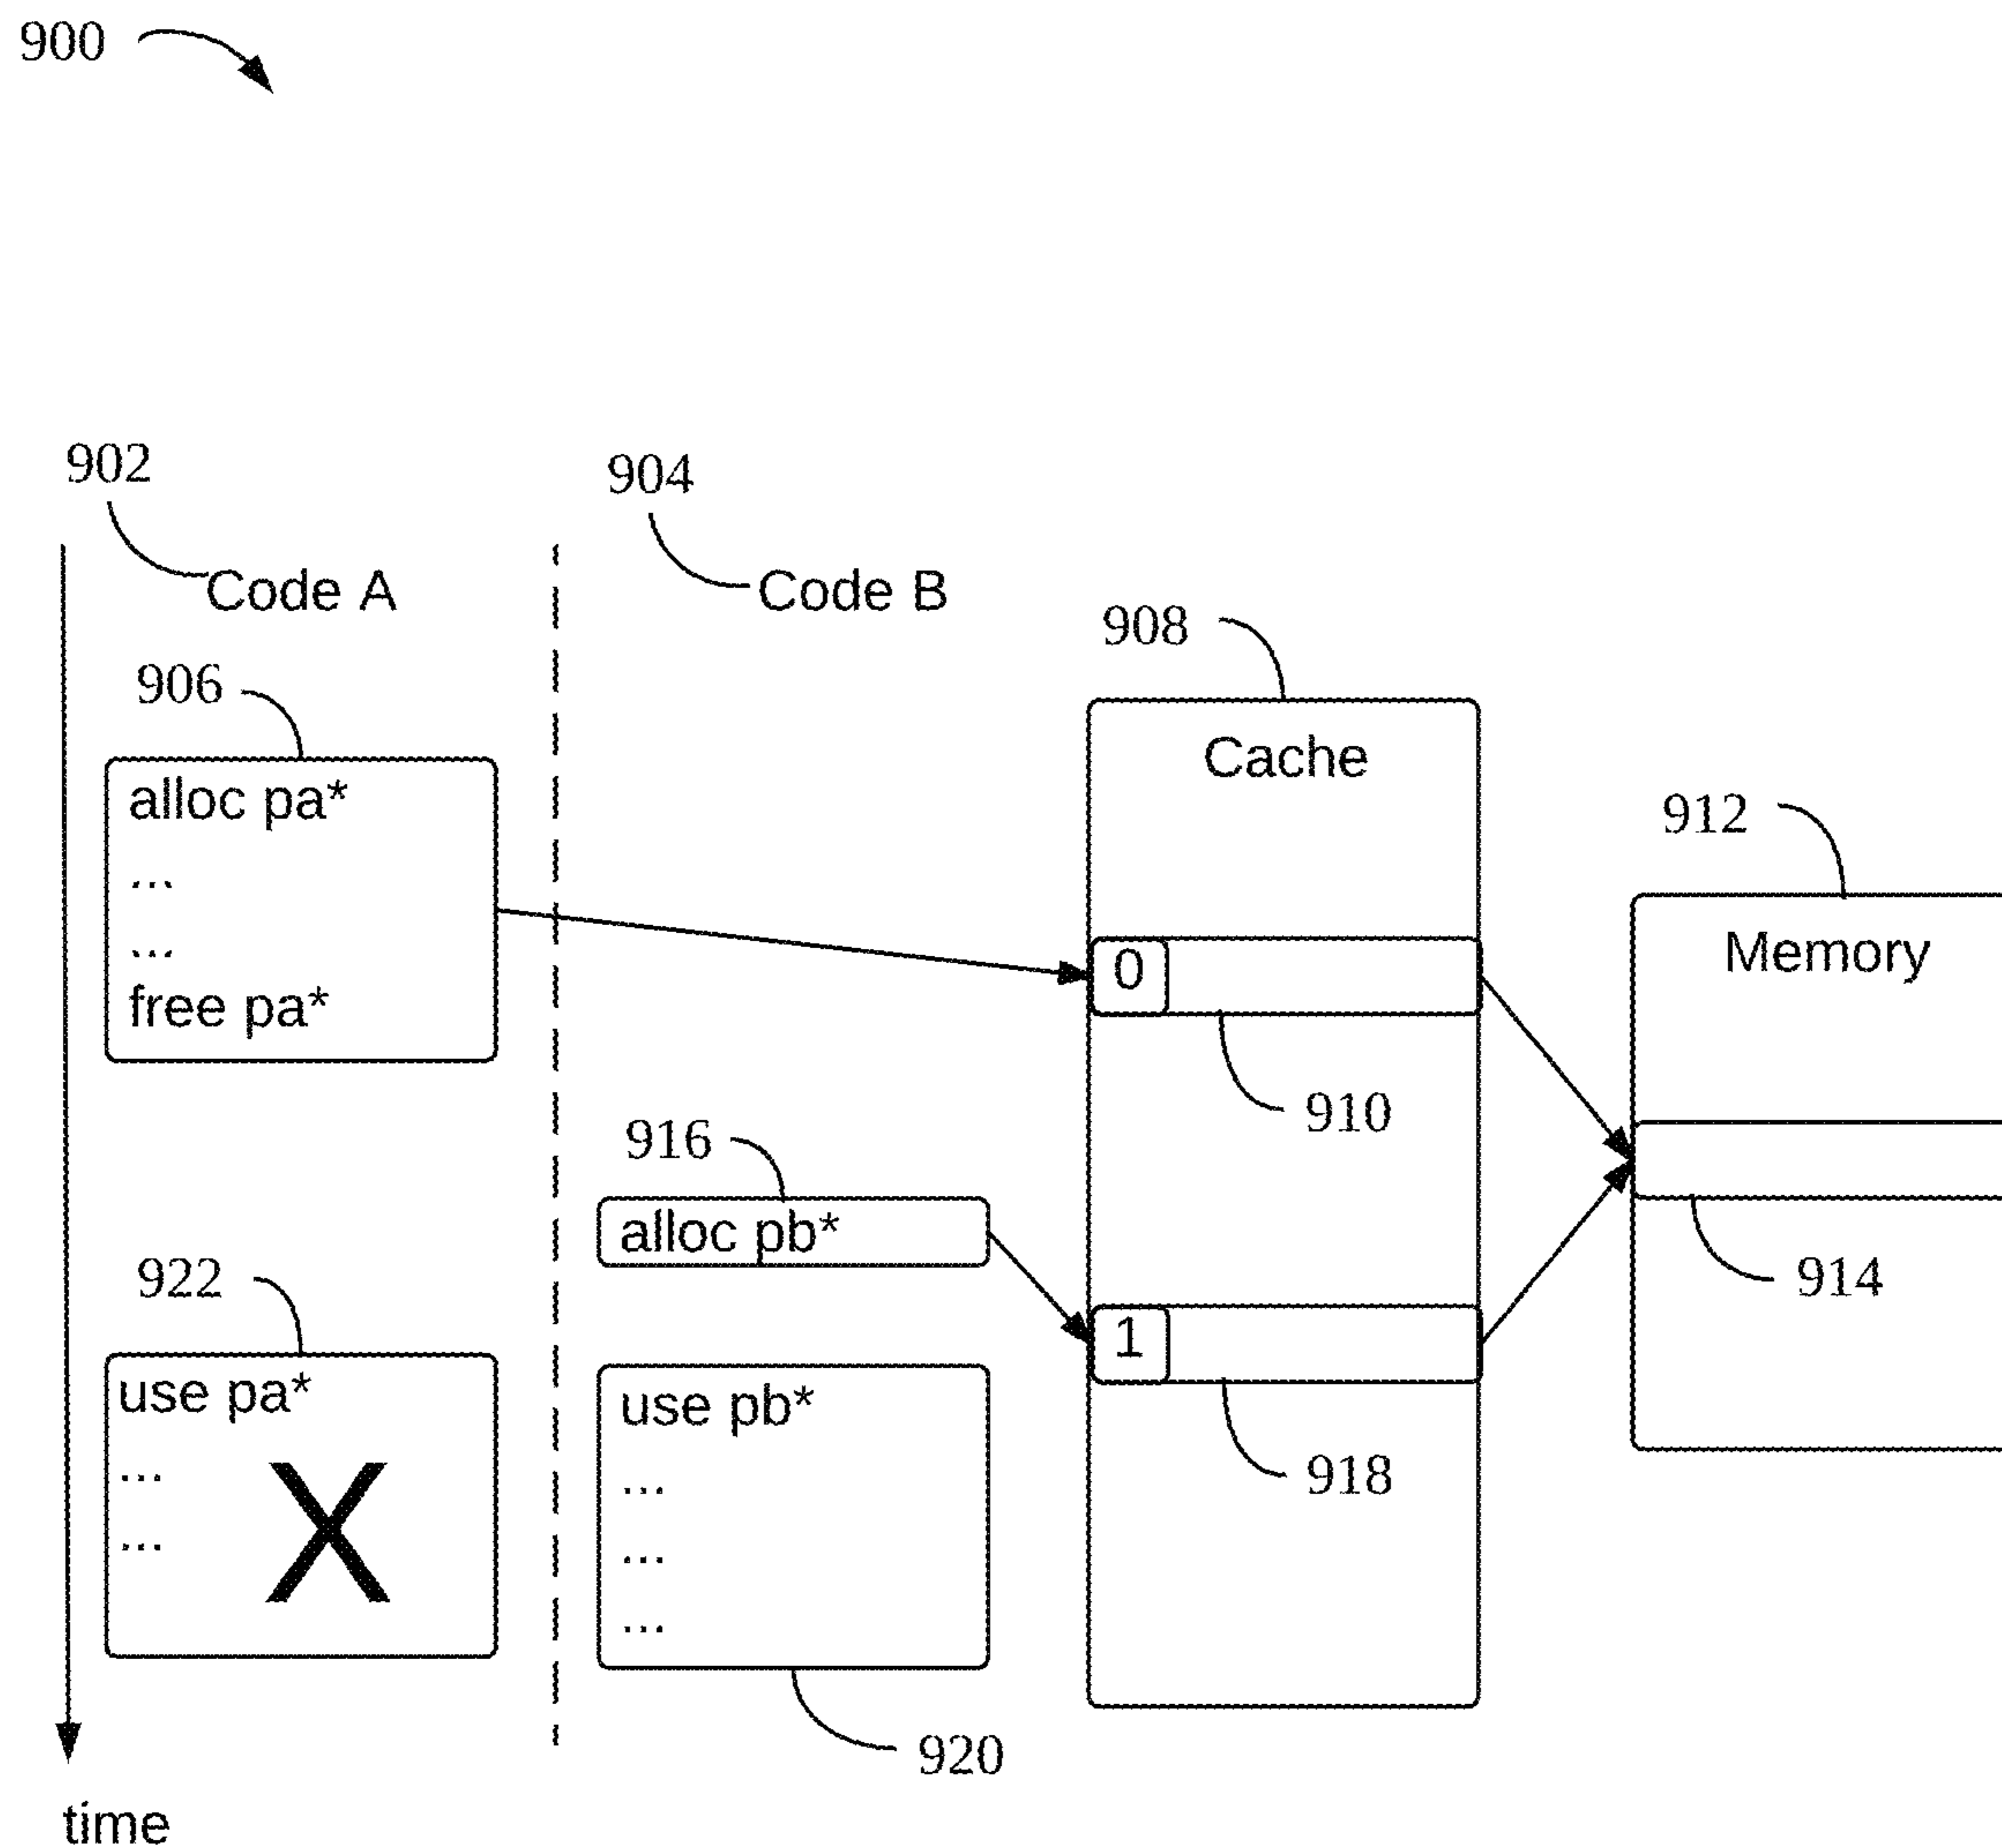 900
902
904
Code A
Code B
908
906
Cache
alloc pa*
...
...
free pa*
912
Memory
0
910
916
alloc pb*
914
922
1
use pa*
...
...
X
use pb*
...
...
...
918
920
time